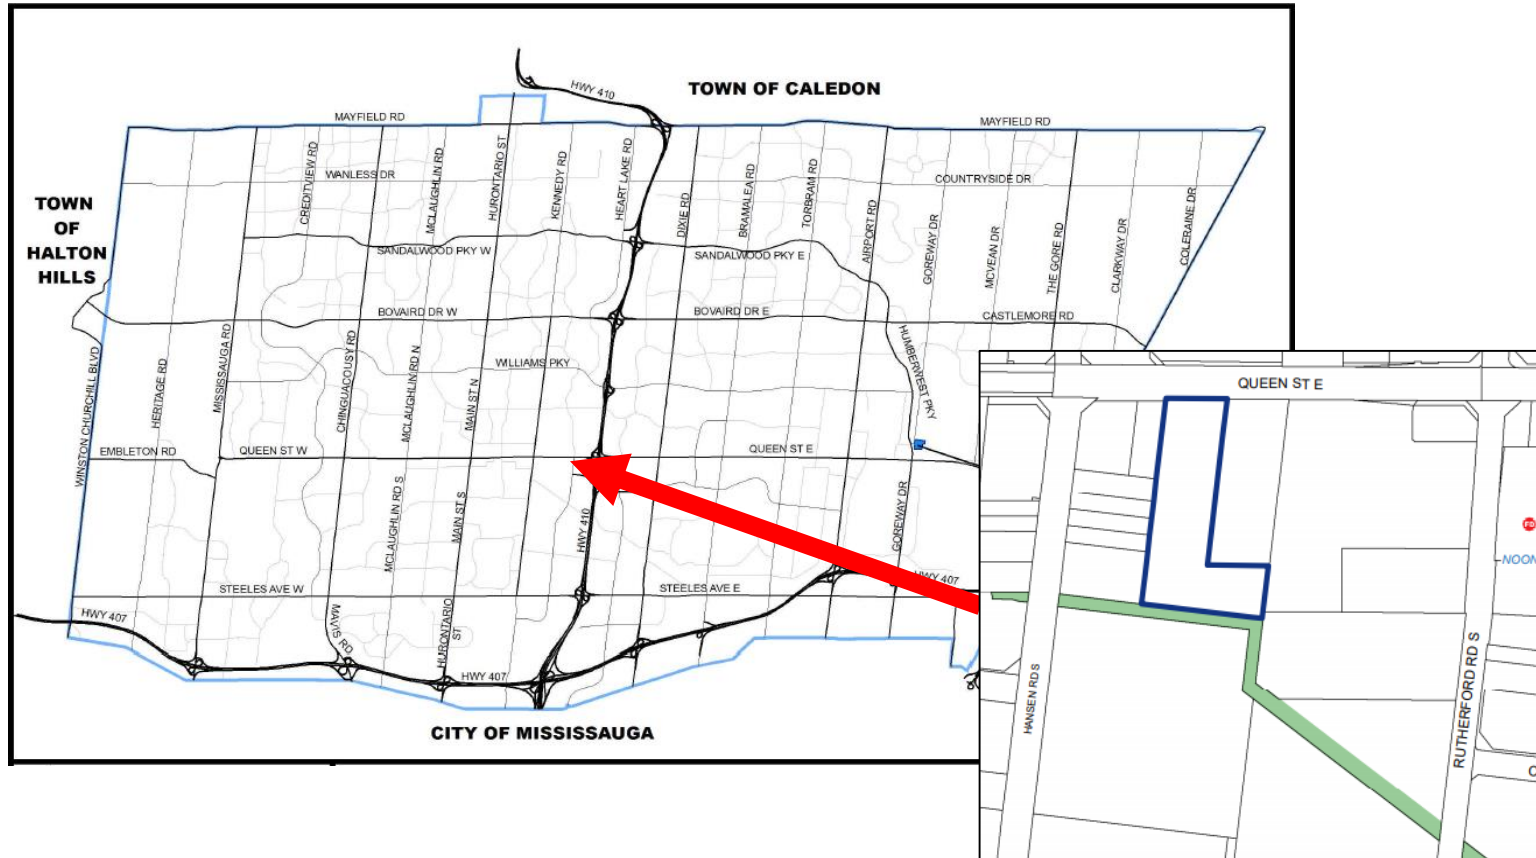 HWY 410
TOWN OF CALEDON
MAYFIELD RD
MAYFIELD RD
CREDITVIEW RD
WANLESS DR
MCLAUGHLIN RD
HURONTARIO ST
KENNEDY RD
HEART LAKE RD
DIXIE RD
BRAMALEA RD
TORBRAM RD
AIRPORT RD
COUNTRYSIDE DR
GOREWAY DR
MCVEAN DR
THE GORE RD
CLARKWAY DR
COLERAINE DR
TOWN
OF
HALTON
HILLS
SANDALWOOD PKY W
SANDALWOOD PKY E
BOVAIRD DR W
BOVAIRD DR E
CASTLEMORE RD
WINSTON CHURCHILL BLVD
HERITAGE RD
MISSISSAUGA RD
CHINGUACOUSY RD
MCLAUGHLIN RD N
MAIN ST N
WILLIAMS PKY
HUMBERWEST PKY
EMBLETON RD
QUEEN ST W
QUEEN ST E
MCLAUGHLIN RD S
MAIN ST S
HWY 410
GOREWAY DR
STEELES AVE W
STEELES AVE E
HWY 407
HWY 407
MAVIS RD
HURONTARIO
ST
HWY 407
CITY OF MISSISSAUGA
QUEEN ST E
HANSEN RD S
RUTHERFORD RD S
FD
NOON